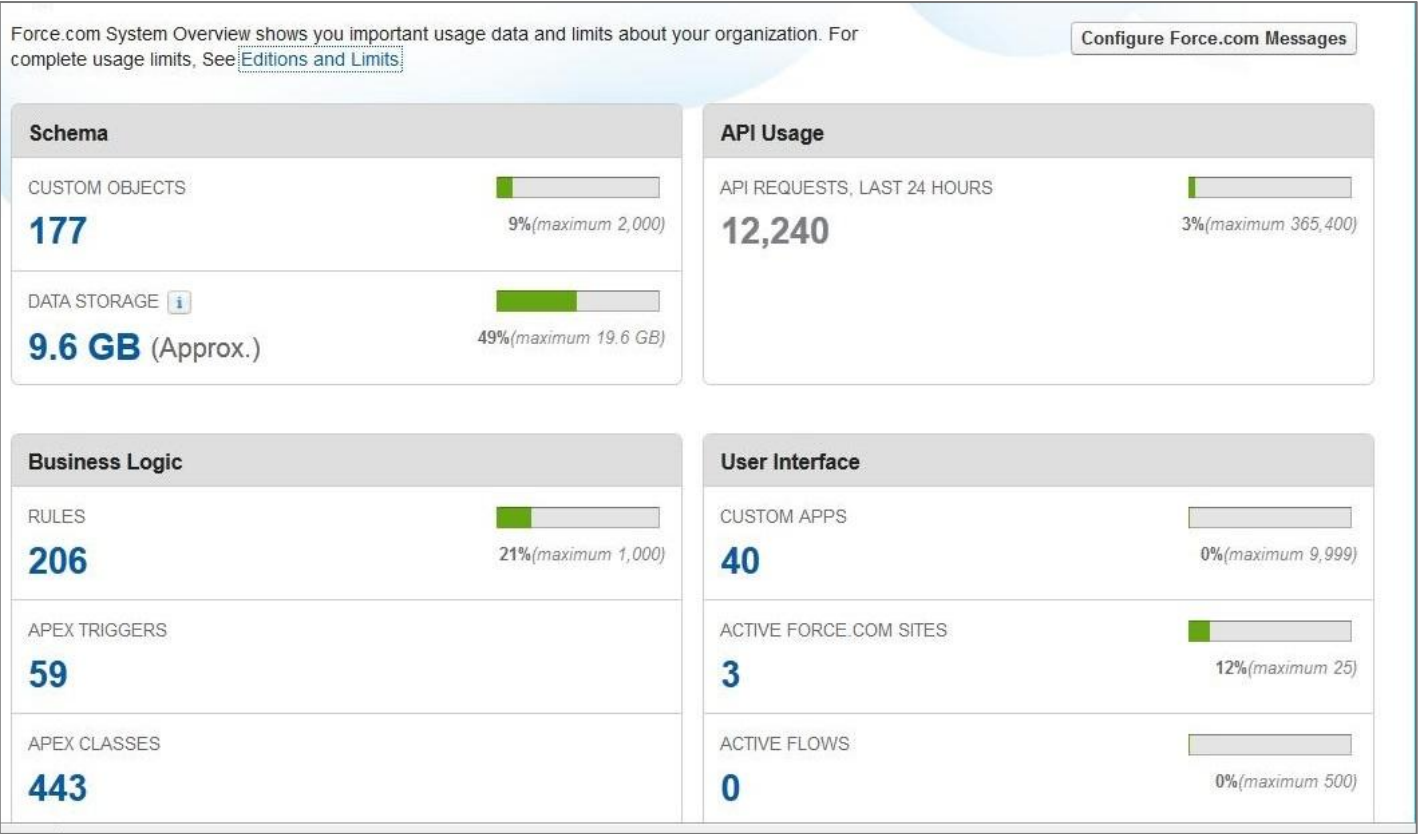 Force.com System Overview shows you important usage data and limits about your organization. For
complete usage limits, See Editions and Limits
Configure Force.com Messages
Schema
CUSTOM OBJECTS
177
9%(maximum 2,000)
DATA STORAGE i
9.6 GB (Approx.)
49%(maximum 19.6 GB)
API Usage
API REQUESTS, LAST 24 HOURS
12,240
3%(maximum 365,400)
Business Logic
RULES
206
21%(maximum 1,000)
APEX TRIGGERS
59
APEX CLASSES
443
User Interface
CUSTOM APPS
40
0%(maximum 9,999)
ACTIVE FORCE.COM SITES
3
12%(maximum 25)
ACTIVE FLOWS
0
0%(maximum 500)